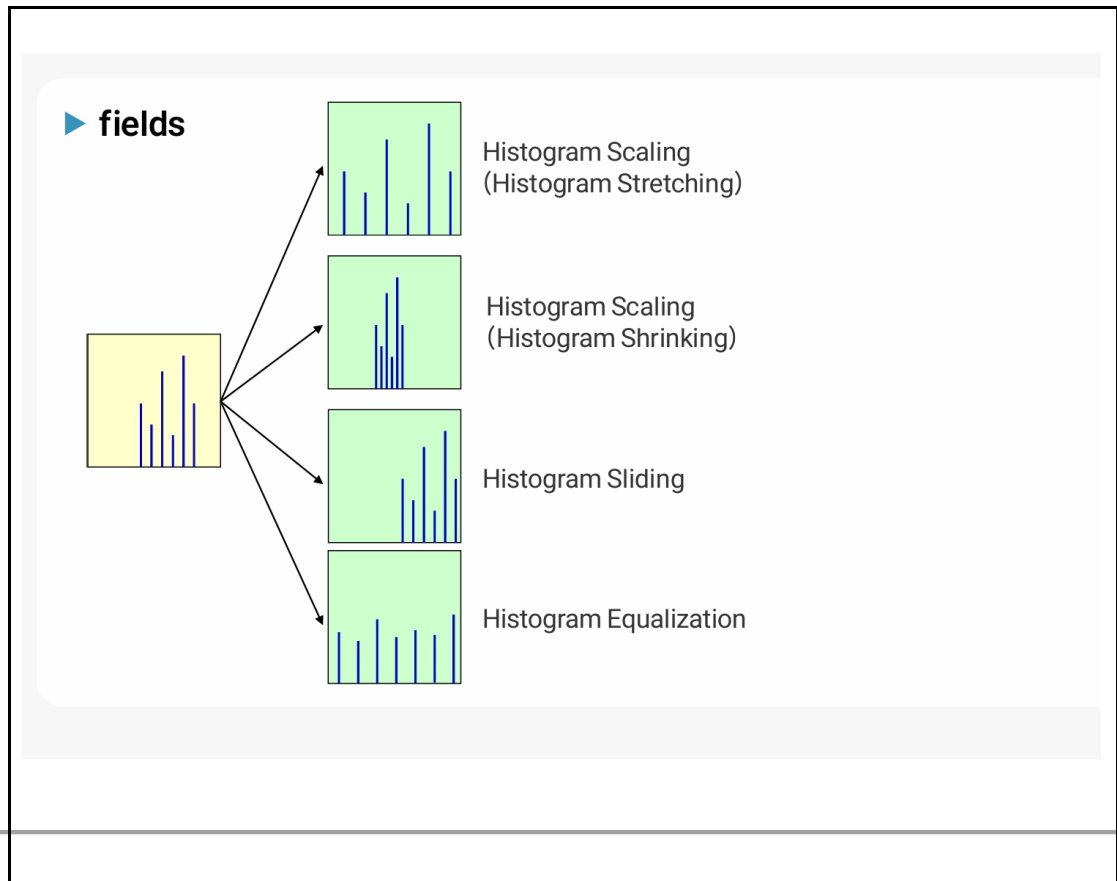 fields
Histogram Scaling
(Histogram Stretching)
Histogram Scaling
(Histogram Shrinking)
Histogram Sliding
Histogram Equalization